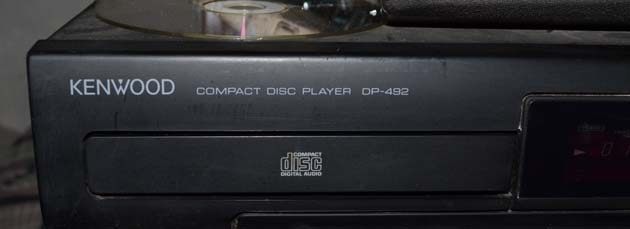 KENWOOD COMPACT DISC PLAYER DP-492
COMPACT
disc
DIGITAL AUDIO